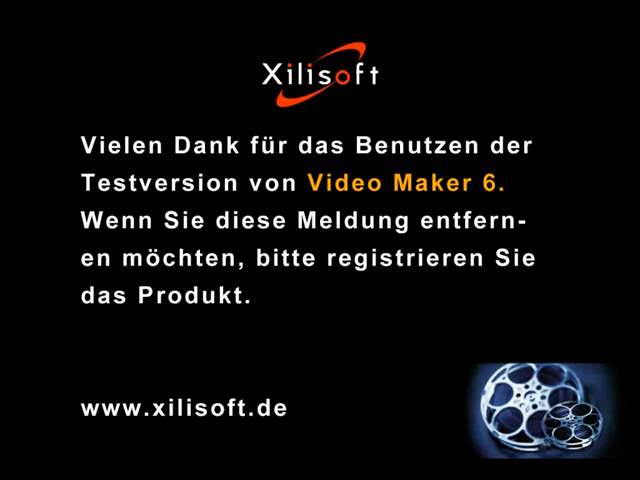 Xilisoft
Vielen Dank für das Benutzen der
Testversion von Video Maker 6.
Wenn Sie diese Meldung entfern-
en möchten, bitte registrieren Sie
das Produkt.
www.xilisoft.de